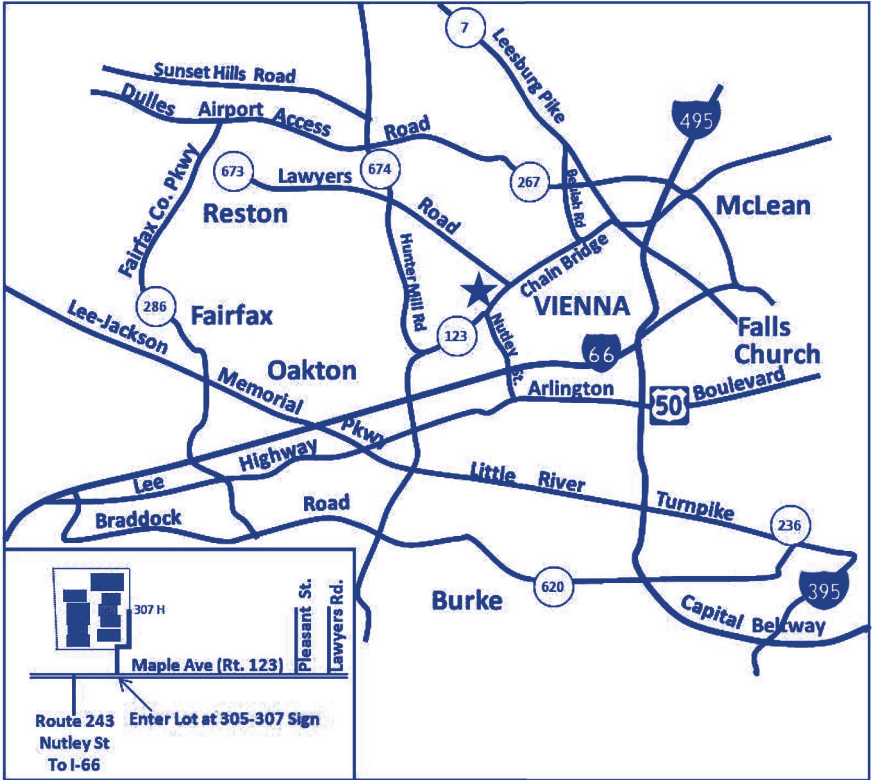 7
Leesburg Pike
Sunset Hills Road
495
Dulles Airport Access Road
673
Lawyers Road
674
267
Beulah Rd
McLean
Reston
Fairfax Co. Pkwy
Hunter Mill Rd
Chain Bridge
286
Fairfax
VIENNA
Lee-Jackson Memorial Pkwy
123
Nutley St.
66
Falls
Church
Oakton
Arlington Boulevard
50
Lee Highway
Little River Turnpike
Braddock Road
236
620
395
Burke
Capital Beltway
307 H
Pleasant St.
Lawyers Rd.
Maple Ave (Rt. 123)
Route 243
Nutley St
To I-66
Enter Lot at 305-307 Sign